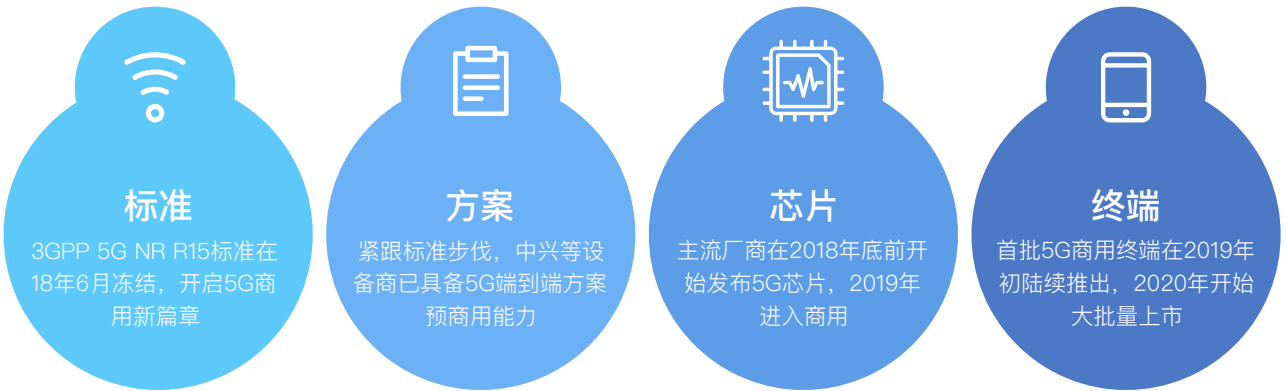 标准
3GPP 5G NR R15标准在
18年6月冻结，开启5G商
用新篇章
方案
紧跟标准步伐，中兴等设
备商已具备5G端到端方案
预商用能力
芯片
主流厂商在2018年底前开
始发布5G芯片，2019年
进入商用
终端
首批5G商用终端在2019年
初陆续推出，2020年开始
大批量上市